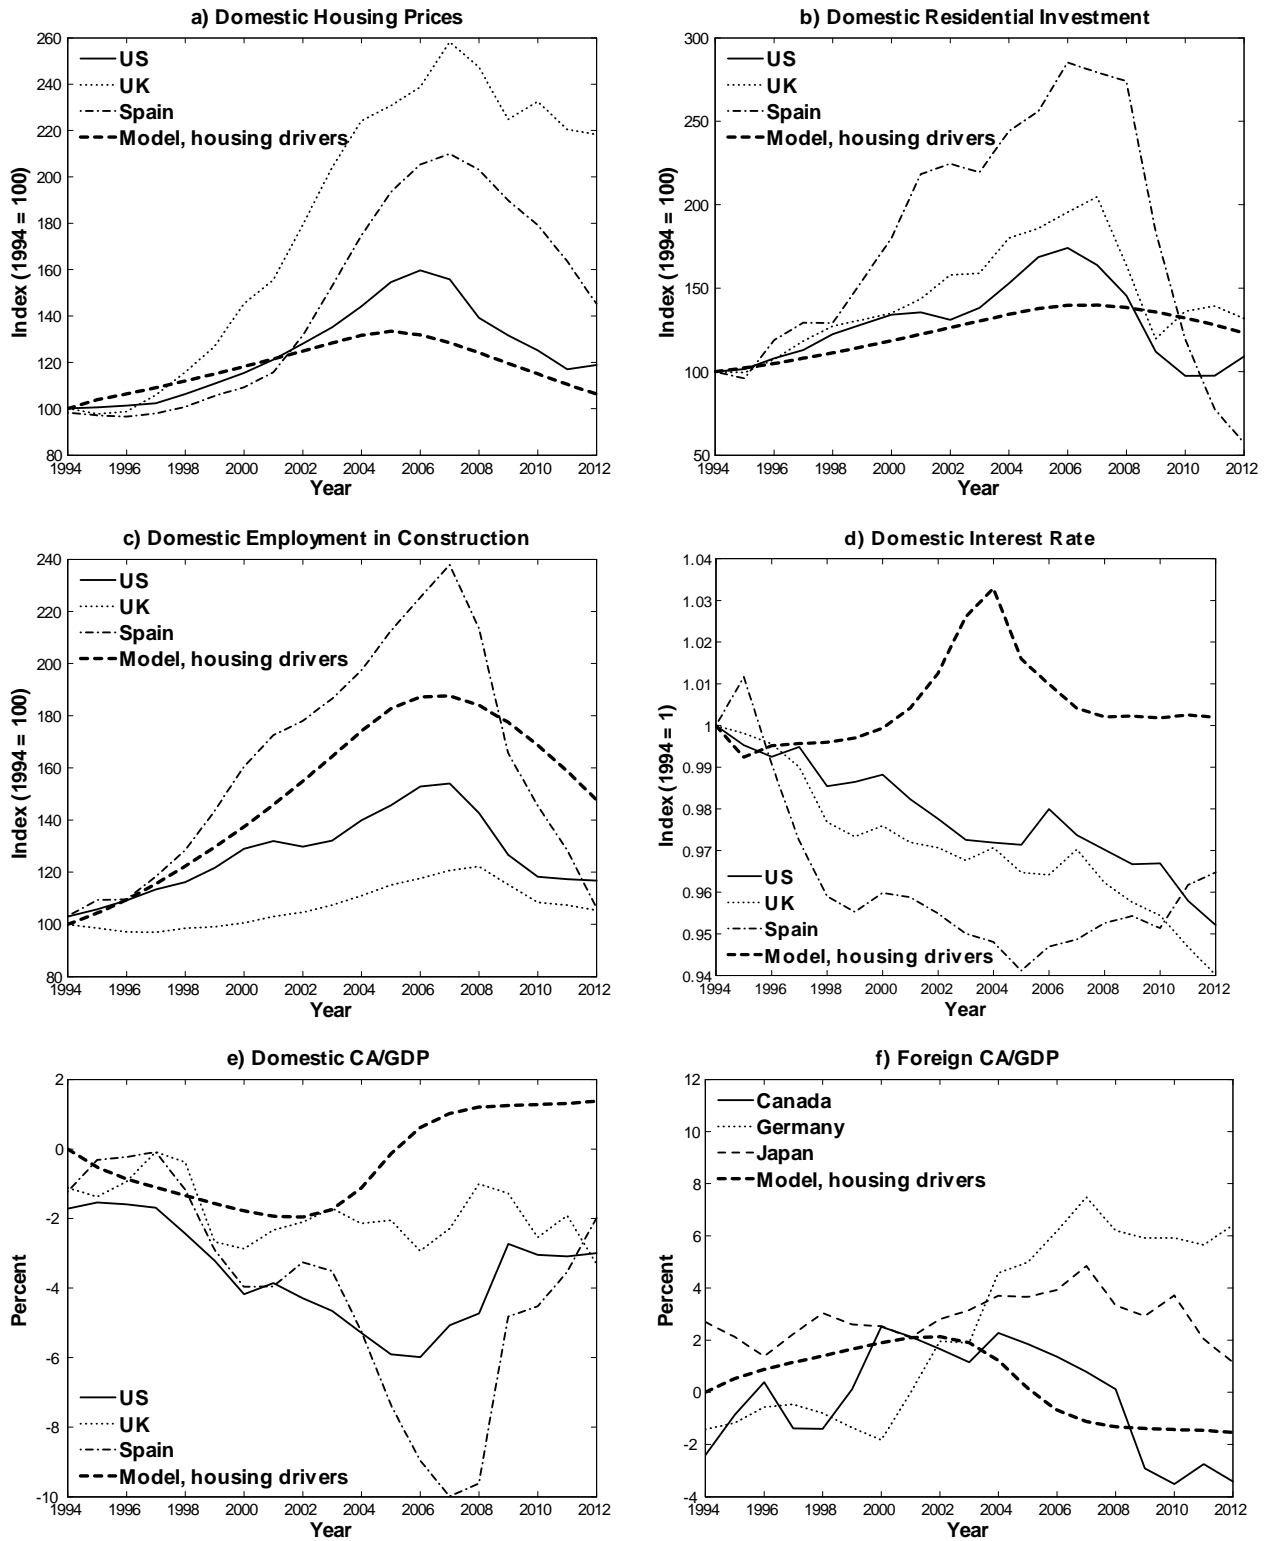 a) Domestic Housing Prices
Index (1994 = 100)
260
240
220
200
180
160
140
120
100
80
US
UK
Spain
Model, housing drivers
1994 1996 1998 2000 2002 2004 2006 2008 2010 2012
Year
b) Domestic Residential Investment
Index (1994 = 100)
300
250
200
150
100
50
US
UK
Spain
Model, housing drivers
1994 1996 1998 2000 2002 2004 2006 2008 2010 2012
Year
c) Domestic Employment in Construction
Index (1994 = 100)
240
220
200
180
160
140
120
100
80
US
UK
Spain
Model, housing drivers
1994 1996 1998 2000 2002 2004 2006 2008 2010 2012
Year
d) Domestic Interest Rate
Index (1994 = 1)
1.04
1.03
1.02
1.01
1
0.99
0.98
0.97
0.96
0.95
0.94
US
UK
Spain
Model, housing drivers
1994 1996 1998 2000 2002 2004 2006 2008 2010 2012
Year
e) Domestic CA/GDP
Percent
2
0
-2
-4
-6
-8
-10
US
UK
Spain
Model, housing drivers
1994 1996 1998 2000 2002 2004 2006 2008 2010 2012
Year
f) Foreign CA/GDP
Percent
12
10
8
6
4
2
0
-2
-4
Canada
Germany
Japan
Model, housing drivers
1994 1996 1998 2000 2002 2004 2006 2008 2010 2012
Year